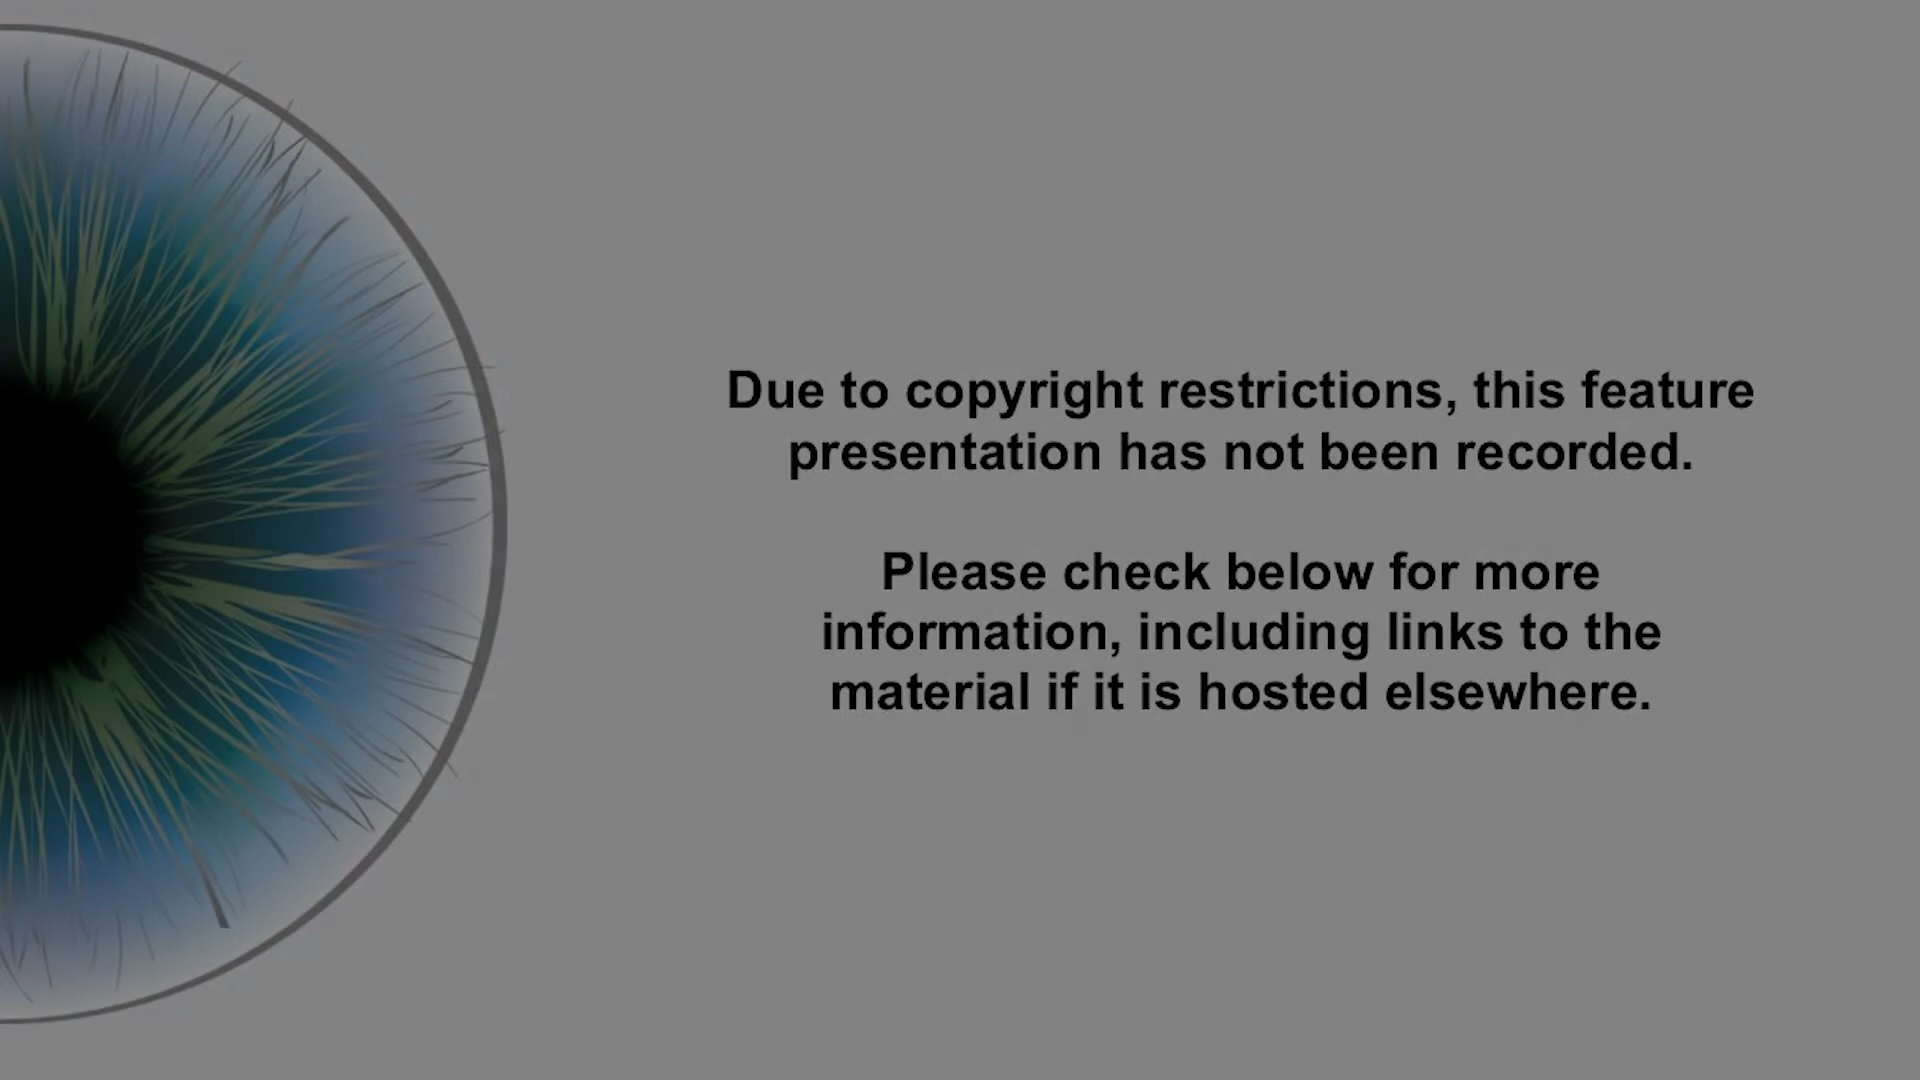 Due to copyright restrictions, this feature
presentation has not been recorded.
Please check below for more
information, including links to the
material if it is hosted elsewhere.